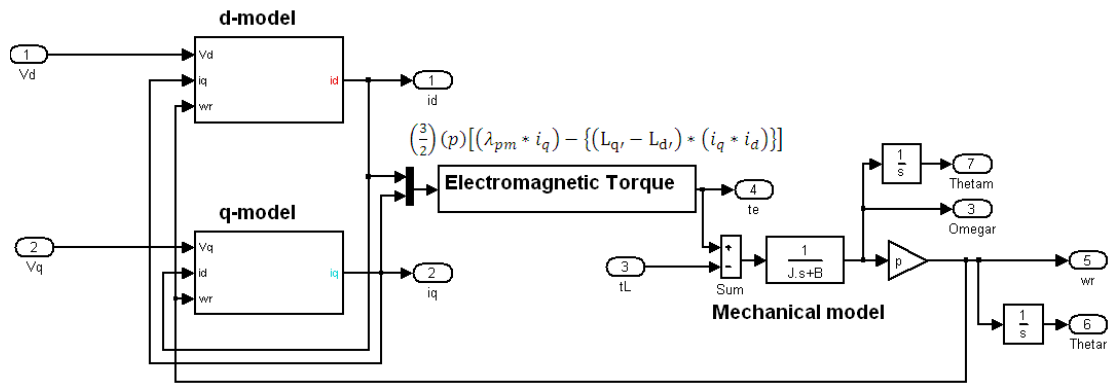 d-model
1
Vd
Vd
iq
wr
id
1
id
(3/2)(p)[(λpm * iq) − {(Lq′ − Ld′) * (iq * id)}]
Electromagnetic Torque
4
te
q-model
2
Vq
Vq
id
wr
iq
2
iq
3
tL
+
−
Sum
1
J.s+B
Mechanical model
p
1
s
7
Thetam
3
Omegar
5
wr
1
s
6
Thetar